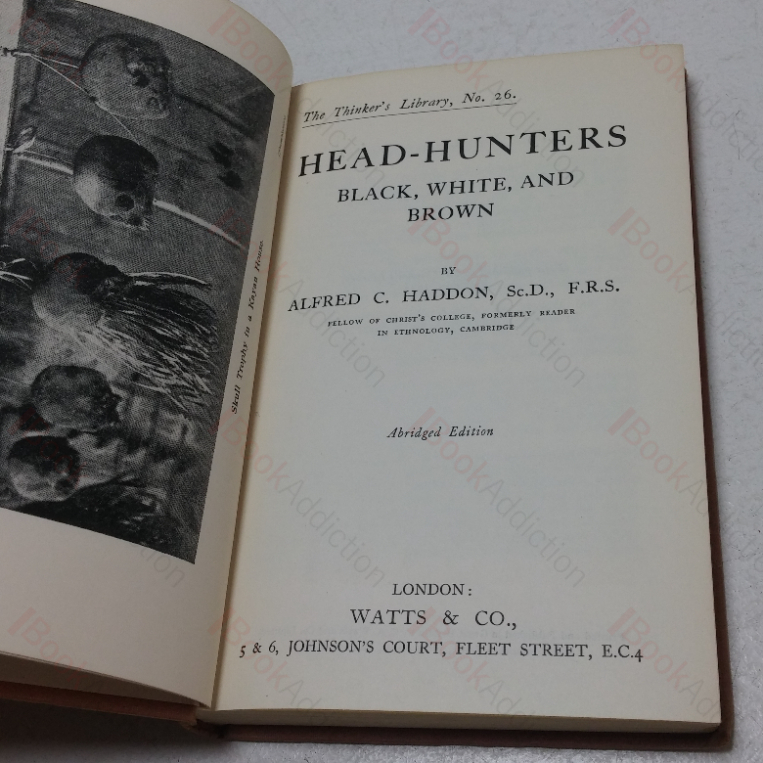 Skull Trophy in a Kayan House
The Thinker's Library, No. 26.
HEAD-HUNTERS
BLACK, WHITE, AND
BROWN
BY
ALFRED C. HADDON, Sc.D., F.R.S.
FELLOW OF CHRIST'S COLLEGE, FORMERLY READER
IN ETHNOLOGY, CAMBRIDGE
Abridged Edition
LONDON:
WATTS & CO.,
5 & 6, JOHNSON'S COURT, FLEET STREET, E.C.4
BookAddiction